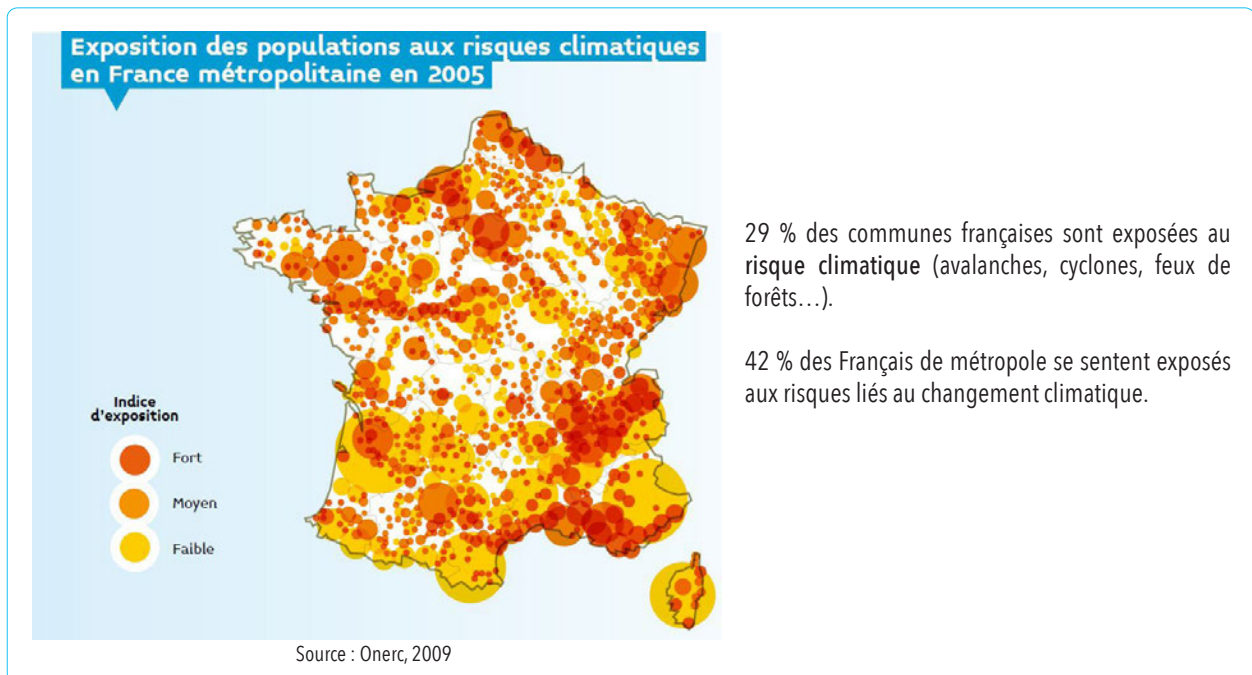 Exposition des populations aux risques climatiques
en France métropolitaine en 2005
Indice
d'exposition
Fort
Moyen
Faible
Source : Onerc, 2009
29 % des communes françaises sont exposées au
risque climatique (avalanches, cyclones, feux de
forêts…).
42 % des Français de métropole se sentent exposés
aux risques liés au changement climatique.